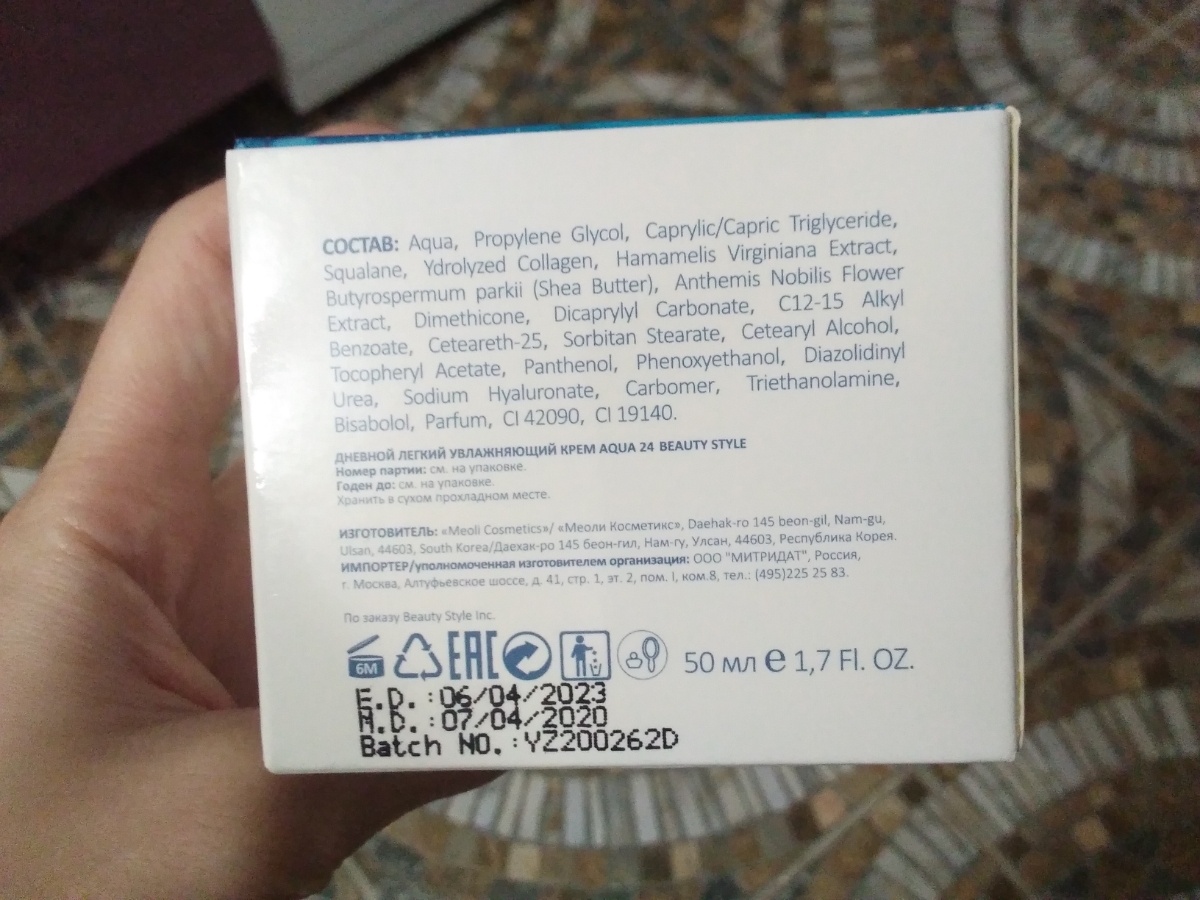 СОСТАВ: Aqua, Propylene Glycol, Caprylic/Capric Triglyceride,
Squalane, Ydrolyzed Collagen, Hamamelis Virginiana Extract,
Butyrospermum parkii (Shea Butter), Anthemis Nobilis Flower
Extract, Dimethicone, Dicaprylyl Carbonate, C12-15 Alkyl
Benzoate, Ceteareth-25, Sorbitan Stearate, Cetearyl Alcohol,
Tocopheryl Acetate, Panthenol, Phenoxyethanol, Diazolidinyl
Urea, Sodium Hyaluronate, Carbomer, Triethanolamine,
Bisabolol, Parfum, CI 42090, CI 19140.
ДНЕВНОЙ ЛЕГКИЙ УВЛАЖНЯЮЩИЙ КРЕМ AQUA 24 BEAUTY STYLE
Номер партии: см. на упаковке.
Годен до: см. на упаковке.
Хранить в сухом прохладном месте.
ИЗГОТОВИТЕЛЬ: «Meoli Cosmetics»/ «Меоли Косметикс», Daehak-ro 145 beon-gil, Nam-gu,
Ulsan, 44603, South Korea/Даехак-ро 145 беон-гил, Нам-гу, Улсан, 44603, Республика Корея.
ИМПОРТЕР/уполномоченная изготовителем организация: ООО "МИТРИДАТ", Россия,
г. Москва, Алтуфьевское шоссе, д. 41, стр. 1, эт. 2, пом. I, ком.8, тел.: (495)225 25 83.
По заказу Beauty Style Inc.
6M EAC 50 мл e 1,7 Fl. OZ.
E.D.:06/04/2023
M.D.:07/04/2020
Batch NO.:YZ200262D